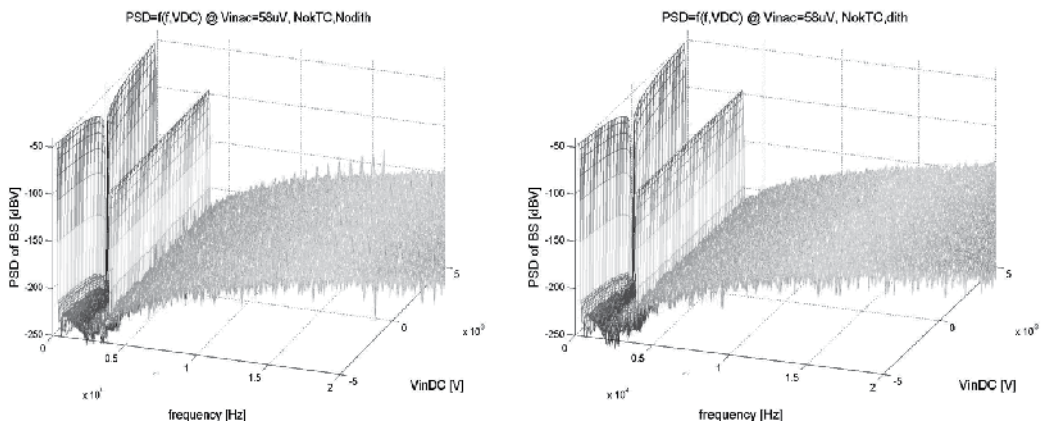 PSD=f(f,VDC) @ Vinac=58uV, NokTC,Nodith
PSD of BS [dBV]
-50
-100
-150
-200
-250
0
0.5
1
1.5
2
frequency [Hz]
-5
0
5
VinDC [V]
PSD=f(f,VDC) @ Vinac=58uV, NokTC,dith
PSD of BS [dBV]
-50
-100
-150
-200
-250
0
0.5
1
1.5
2
x 10⁴
frequency [Hz]
-5
5
VinDC [V]